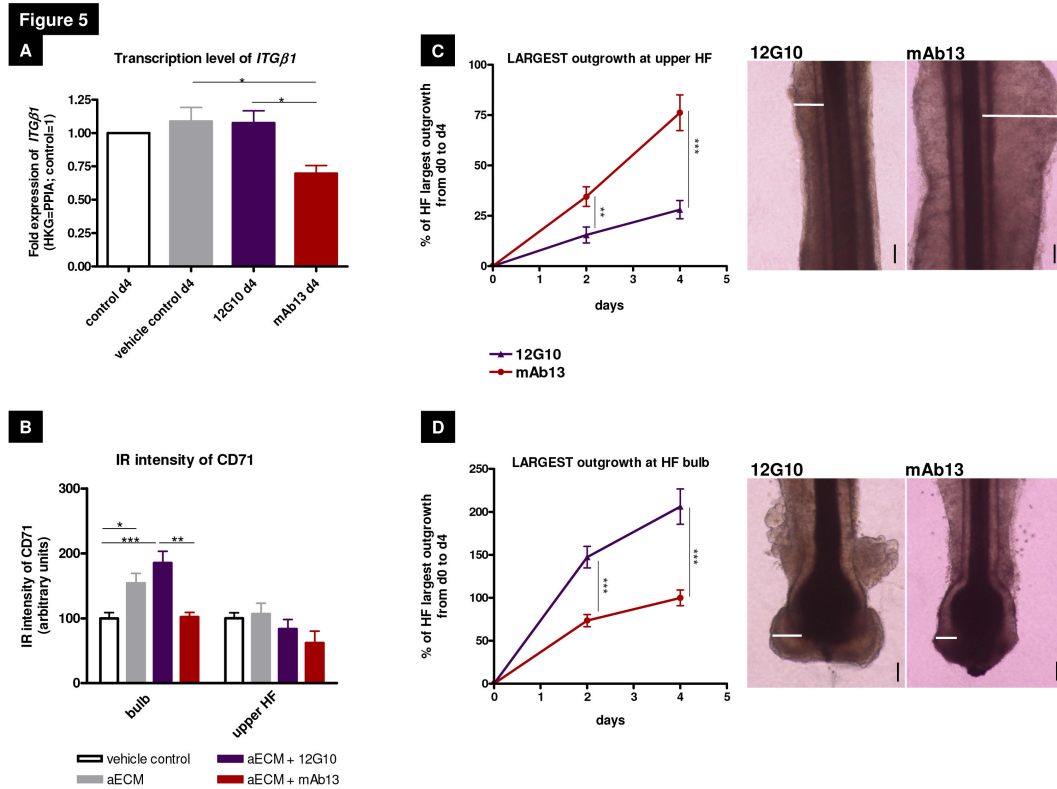 Figure 5
A
Transcription level of ITGβ1
*
*
Fold expression of ITGβ1
(HKG=PPIA; control=1)
1.25
1.00
0.75
0.50
0.25
0.00
control d4
vehicle control d4
12G10 d4
mAb13 d4
B
IR intensity of CD71
IR intensity of CD71
(arbitrary units)
300
200
100
0
*
***
**
bulb
upper HF
vehicle control
aECM
aECM + 12G10
aECM + mAb13
C
LARGEST outgrowth at upper HF
% of HF largest outgrowth
from d0 to d4
100
75
50
25
0
**
***
0 1 2 3 4 5
days
12G10
mAb13
12G10
mAb13
D
LARGEST outgrowth at HF bulb
% of HF largest outgrowth
from d0 to d4
250
200
150
100
50
0
***
***
0 1 2 3 4 5
days
12G10
mAb13